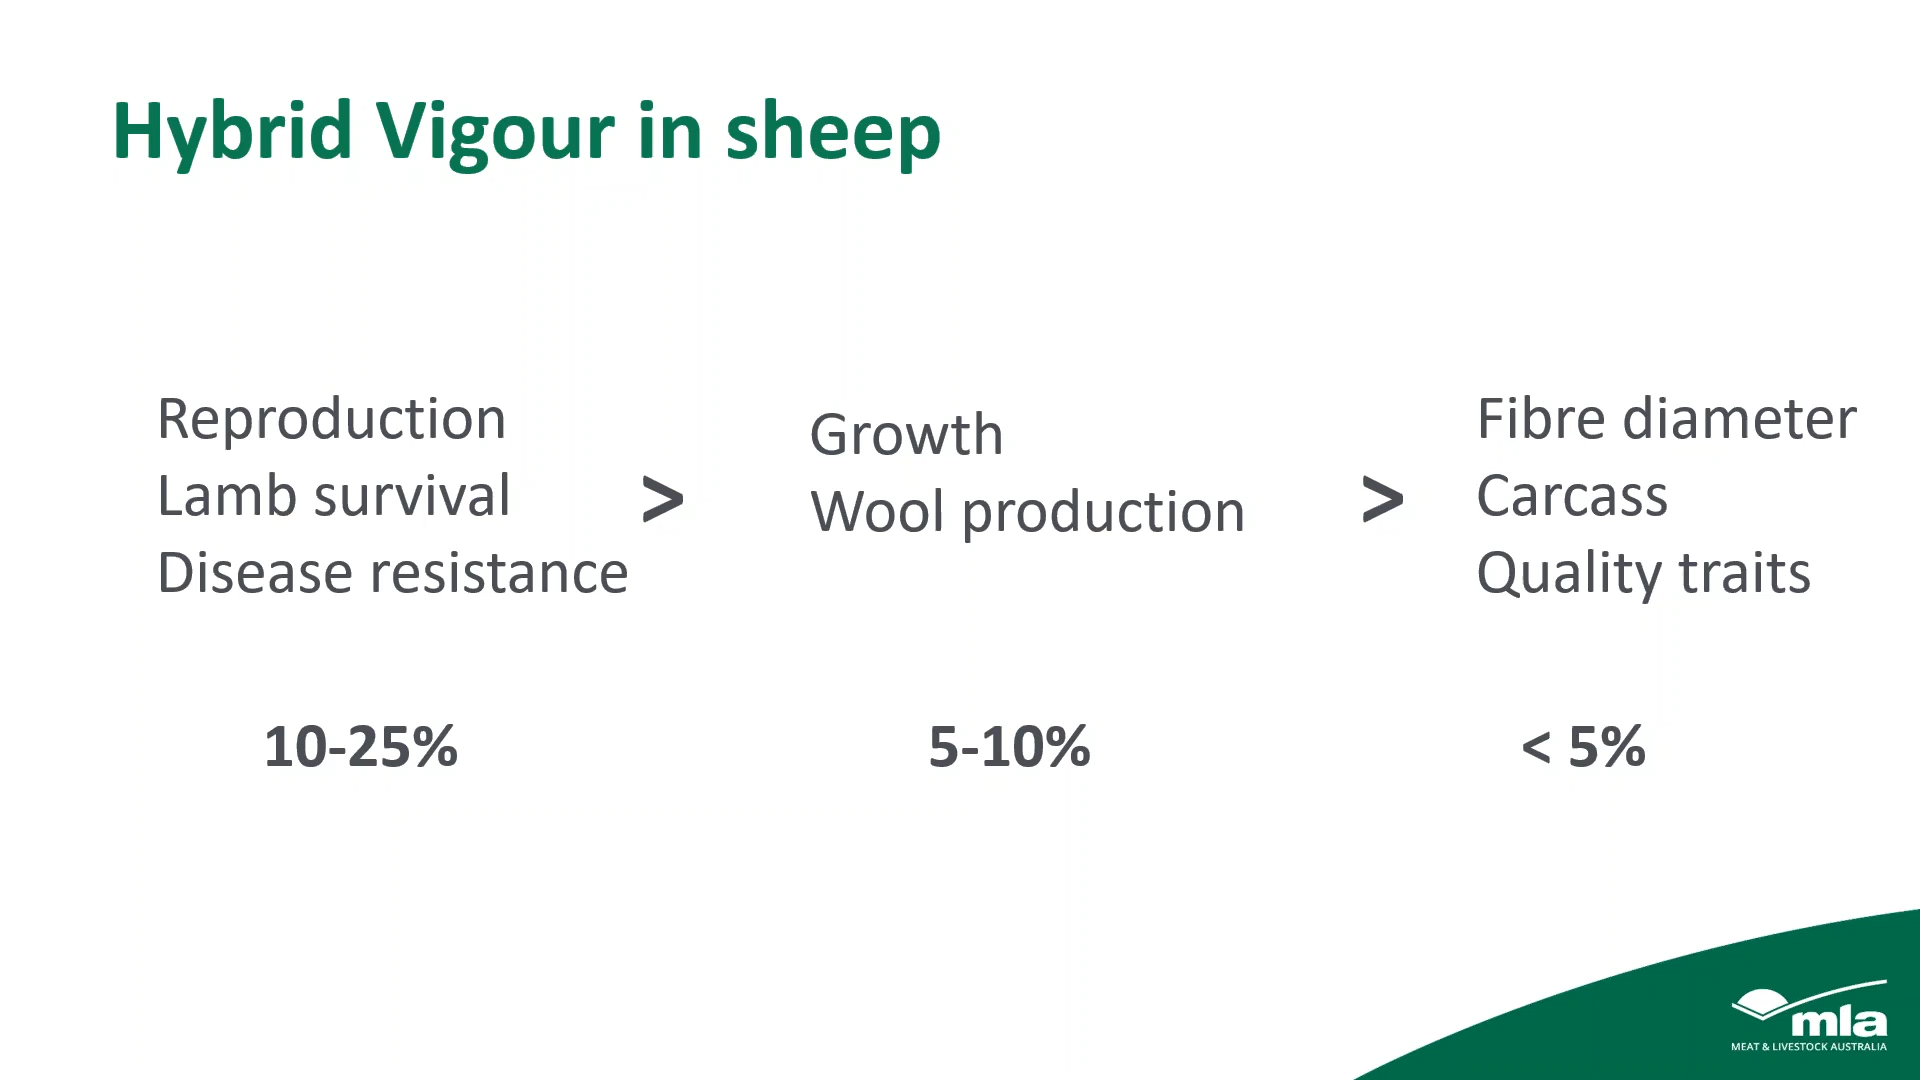 Hybrid Vigour in sheep
Reproduction
Lamb survival
Disease resistance
>
Growth
Wool production
>
Fibre diameter
Carcass
Quality traits
10-25%
5-10%
< 5%
mla
MEAT & LIVESTOCK AUSTRALIA